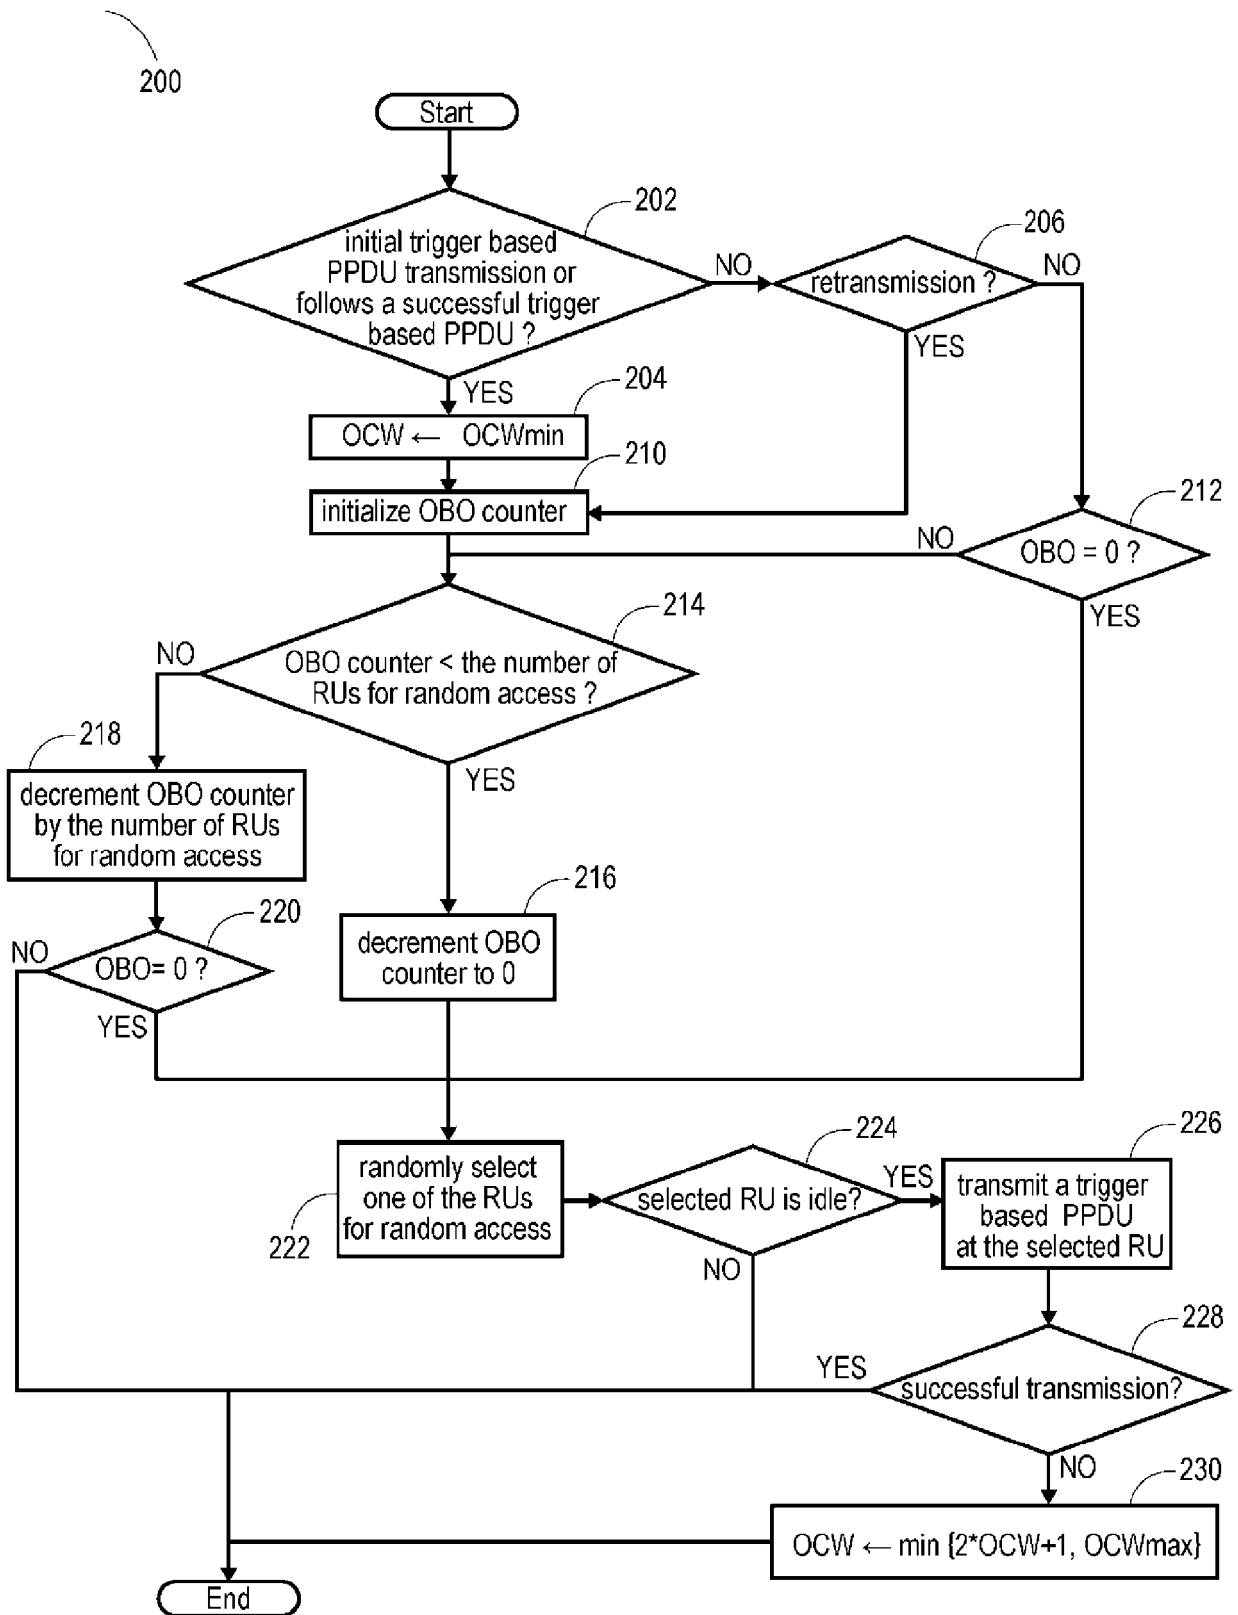 200
Start
202
initial trigger based
PPDU transmission or
follows a successful trigger
based PPDU ?
NO
YES
206
retransmission ?
NO
YES
204
OCW ← OCWmin
210
initialize OBO counter
212
OBO = 0 ?
NO
YES
214
OBO counter < the number of
RUs for random access ?
NO
YES
218
decrement OBO counter
by the number of RUs
for random access
216
decrement OBO
counter to 0
220
OBO= 0 ?
NO
YES
222
randomly select
one of the RUs
for random access
224
selected RU is idle?
YES
NO
226
transmit a trigger
based PPDU
at the selected RU
228
successful transmission?
YES
NO
230
OCW ← min {2*OCW+1, OCWmax}
End